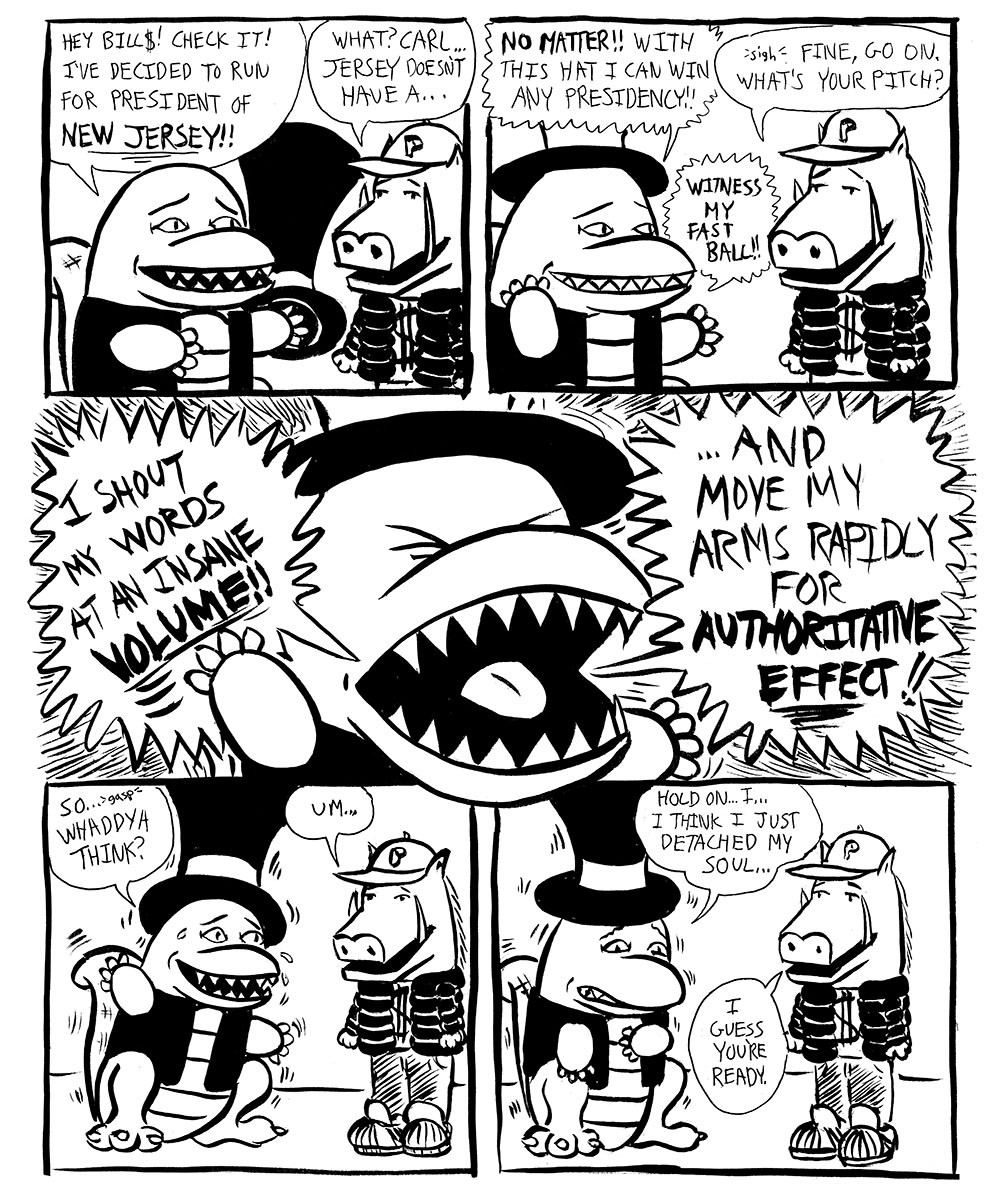 HEY BILL$! CHECK IT!
I'VE DECIDED TO RUN
FOR PRESIDENT OF
NEW JERSEY!!
WHAT? CARL...
JERSEY DOESN'T
HAVE A...
P
$
NO MATTER!! WITH
THIS HAT I CAN WIN
ANY PRESIDENCY!!
>sigh< FINE, GO ON.
WHAT'S YOUR PITCH?
WITNESS
MY
FAST
BALL!!
P
$
I SHOUT
MY WORDS
AT AN INSANE
VOLUME!!
...AND
MOVE MY
ARMS RAPIDLY
FOR
AUTHORITATIVE
EFFECT!!
SO...>gasp<
WHADDYA
THINK?
UM...
P
$
HOLD ON... I...
I THINK I JUST
DETACHED MY
SOUL...
P
$
I
GUESS
YOU'RE
READY.